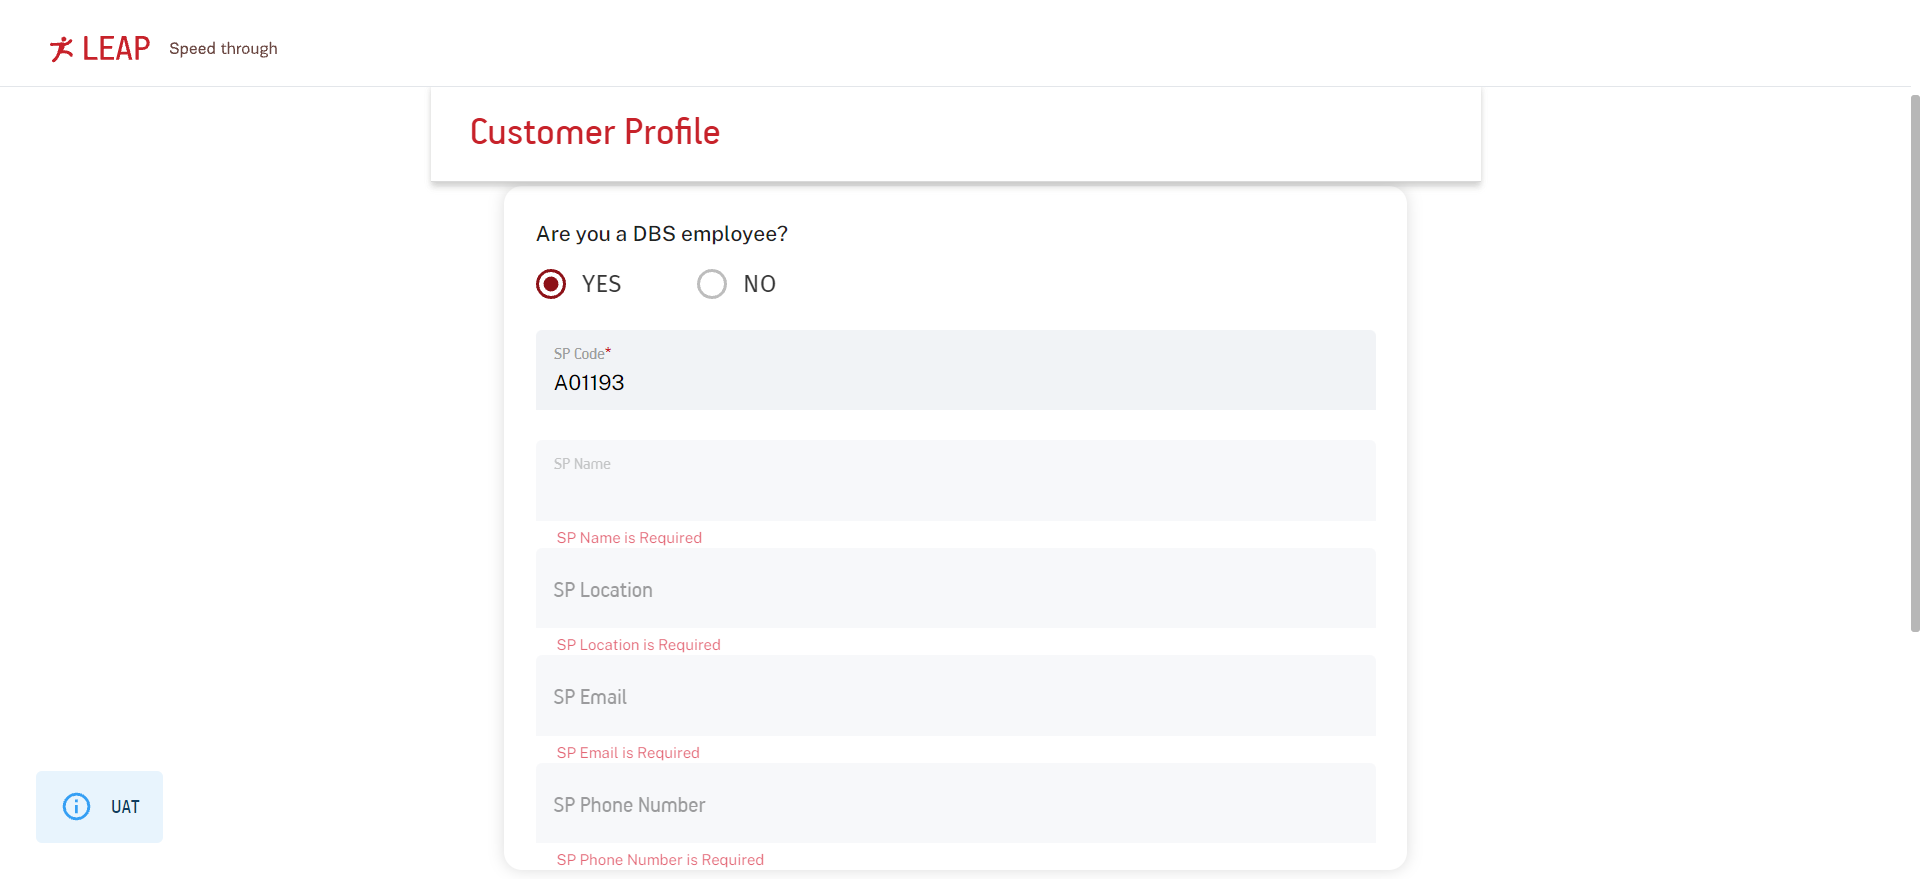 LEAP Speed through
Customer Profile
Are you a DBS employee?
YES NO
SP Code*
A01193
SP Name
SP Name is Required
SP Location
SP Location is Required
SP Email
SP Email is Required
SP Phone Number
UAT
SP Phone Number is Required